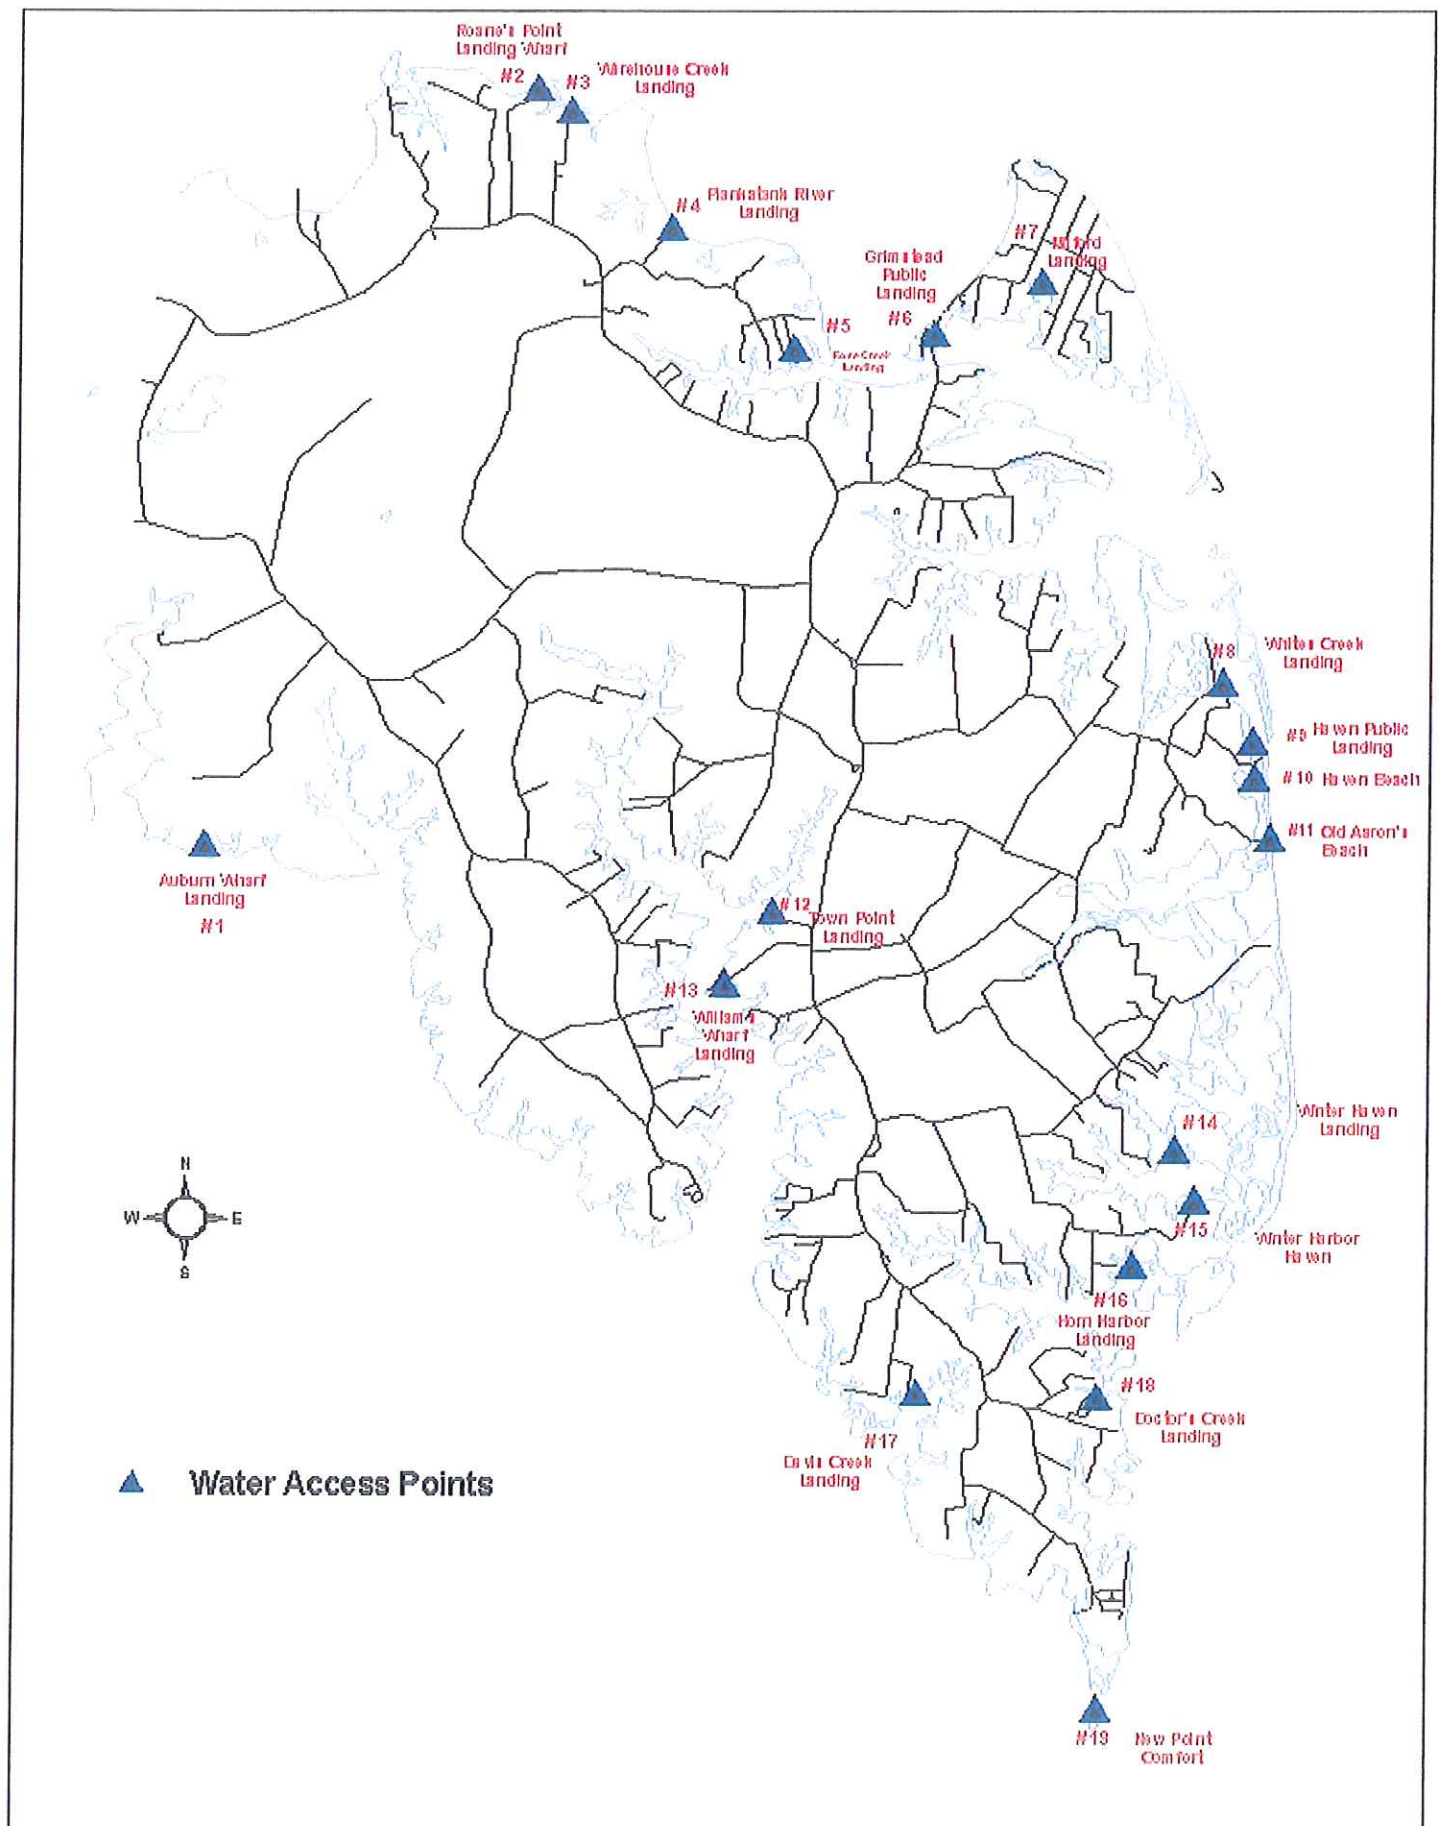 Roane's Point
Landing Wharf
#2
#3
Warehouse Creek
Landing
#4
Piankatank River
Landing
#7
Milford
Landing
Grimstead
Public
Landing
#6
#5
Landing
#8
Landing
#9
Haven Public
Landing
#10
Haven Beach
#11
Old Aaron's
Beach
Auburn Wharf
Landing
#1
#12
Town Point
Landing
#13
Williams
Wharf
Landing
#14
Winter Haven
Landing
N
W
E
S
#15
Winter Harbor
Haven
#16
Horn Harbor
Landing
#18
Doctor's Creek
Landing
#17
Davis Creek
Landing
Water Access Points
#19
New Point
Comfort